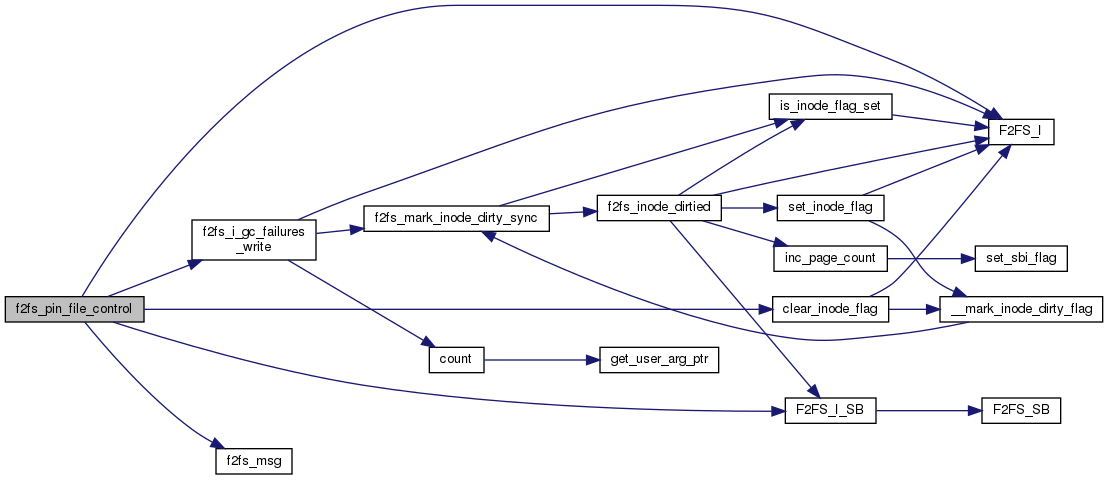 f2fs_pin_file_control
f2fs_i_gc_failures
_write
f2fs_msg
f2fs_mark_inode_dirty_sync
count
f2fs_inode_dirtied
get_user_arg_ptr
is_inode_flag_set
set_inode_flag
inc_page_count
clear_inode_flag
F2FS_I_SB
F2FS_I
set_sbi_flag
__mark_inode_dirty_flag
F2FS_SB